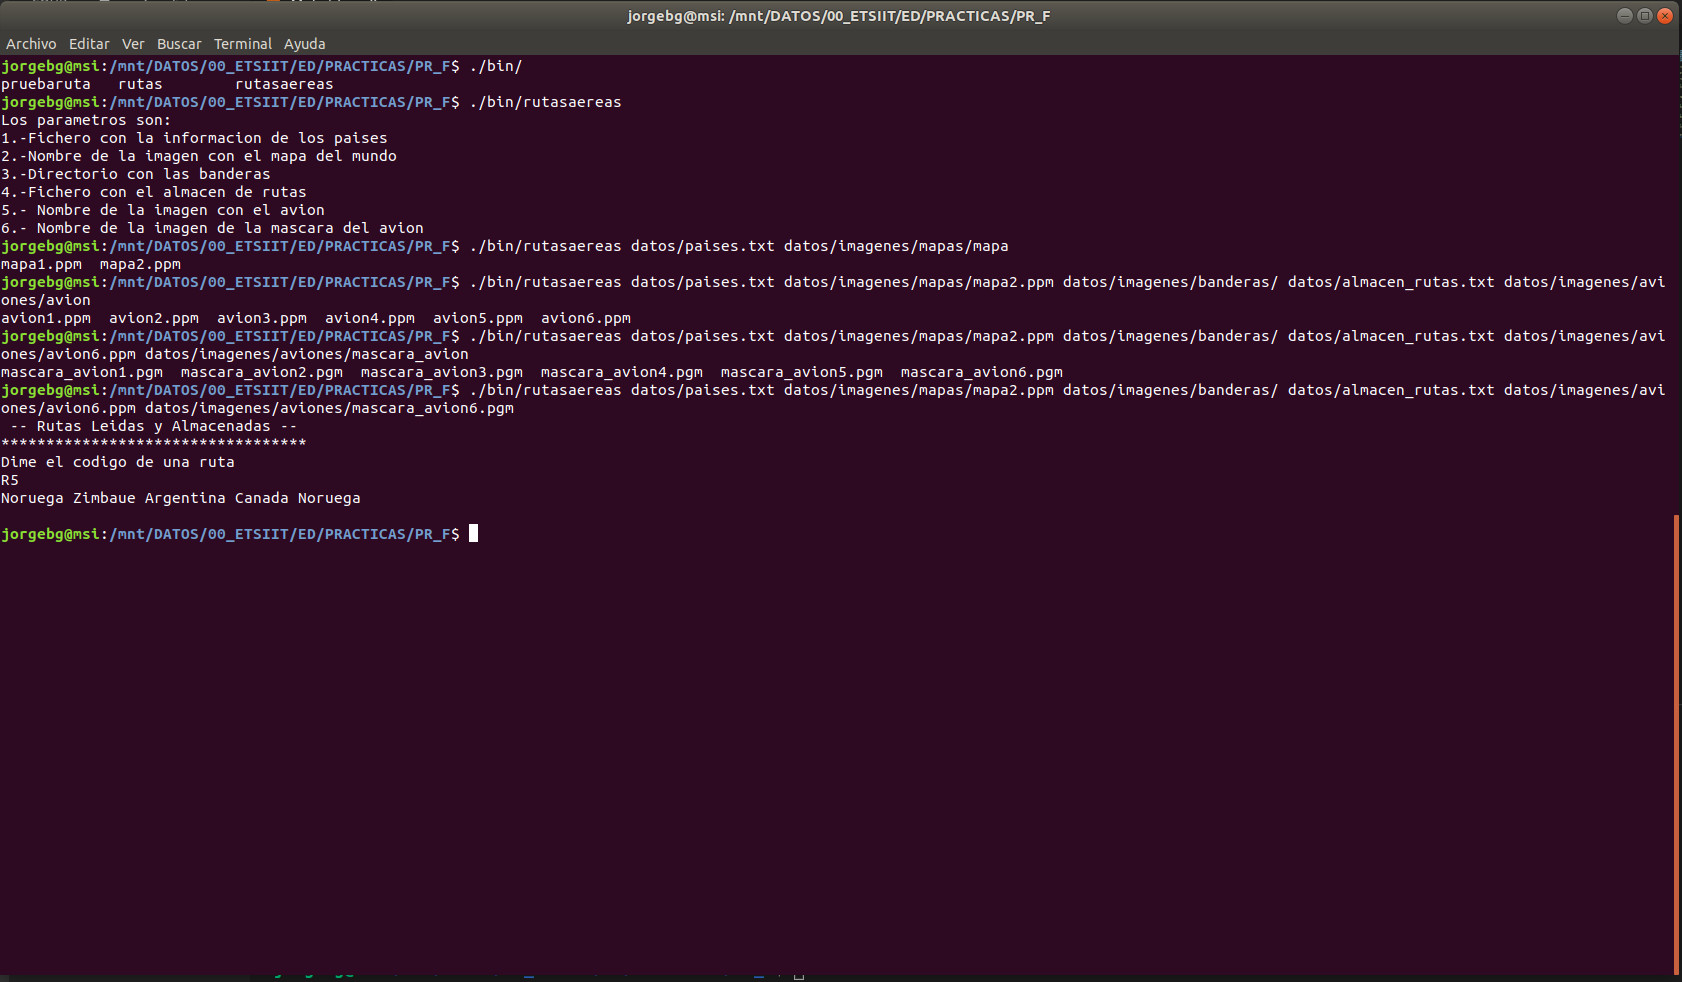 jorgebg@msi: /mnt/DATOS/00_ETSIIT/ED/PRACTICAS/PR_F
Archivo Editar Ver Buscar Terminal Ayuda
jorgebg@msi:/mnt/DATOS/00_ETSIIT/ED/PRACTICAS/PR_F$ ./bin/
pruebaruta   rutas        rutasaereas
jorgebg@msi:/mnt/DATOS/00_ETSIIT/ED/PRACTICAS/PR_F$ ./bin/rutasaereas
Los parametros son:
1.-Fichero con la informacion de los paises
2.-Nombre de la imagen con el mapa del mundo
3.-Directorio con las banderas
4.-Fichero con el almacen de rutas
5.- Nombre de la imagen con el avion
6.- Nombre de la imagen de la mascara del avion
jorgebg@msi:/mnt/DATOS/00_ETSIIT/ED/PRACTICAS/PR_F$ ./bin/rutasaereas datos/paises.txt datos/imagenes/mapas/mapa
mapa1.ppm  mapa2.ppm
jorgebg@msi:/mnt/DATOS/00_ETSIIT/ED/PRACTICAS/PR_F$ ./bin/rutasaereas datos/paises.txt datos/imagenes/mapas/mapa2.ppm datos/imagenes/banderas/ datos/almacen_rutas.txt datos/imagenes/avi
ones/avion
avion1.ppm  avion2.ppm  avion3.ppm  avion4.ppm  avion5.ppm  avion6.ppm
jorgebg@msi:/mnt/DATOS/00_ETSIIT/ED/PRACTICAS/PR_F$ ./bin/rutasaereas datos/paises.txt datos/imagenes/mapas/mapa2.ppm datos/imagenes/banderas/ datos/almacen_rutas.txt datos/imagenes/avi
ones/avion6.ppm datos/imagenes/aviones/mascara_avion
mascara_avion1.pgm  mascara_avion2.pgm  mascara_avion3.pgm  mascara_avion4.pgm  mascara_avion5.pgm  mascara_avion6.pgm
jorgebg@msi:/mnt/DATOS/00_ETSIIT/ED/PRACTICAS/PR_F$ ./bin/rutasaereas datos/paises.txt datos/imagenes/mapas/mapa2.ppm datos/imagenes/banderas/ datos/almacen_rutas.txt datos/imagenes/avi
ones/avion6.ppm datos/imagenes/aviones/mascara_avion6.pgm
 -- Rutas Leidas y Almacenadas --
**********************************
Dime el codigo de una ruta
R5
Noruega Zimbaue Argentina Canada Noruega
jorgebg@msi:/mnt/DATOS/00_ETSIIT/ED/PRACTICAS/PR_F$